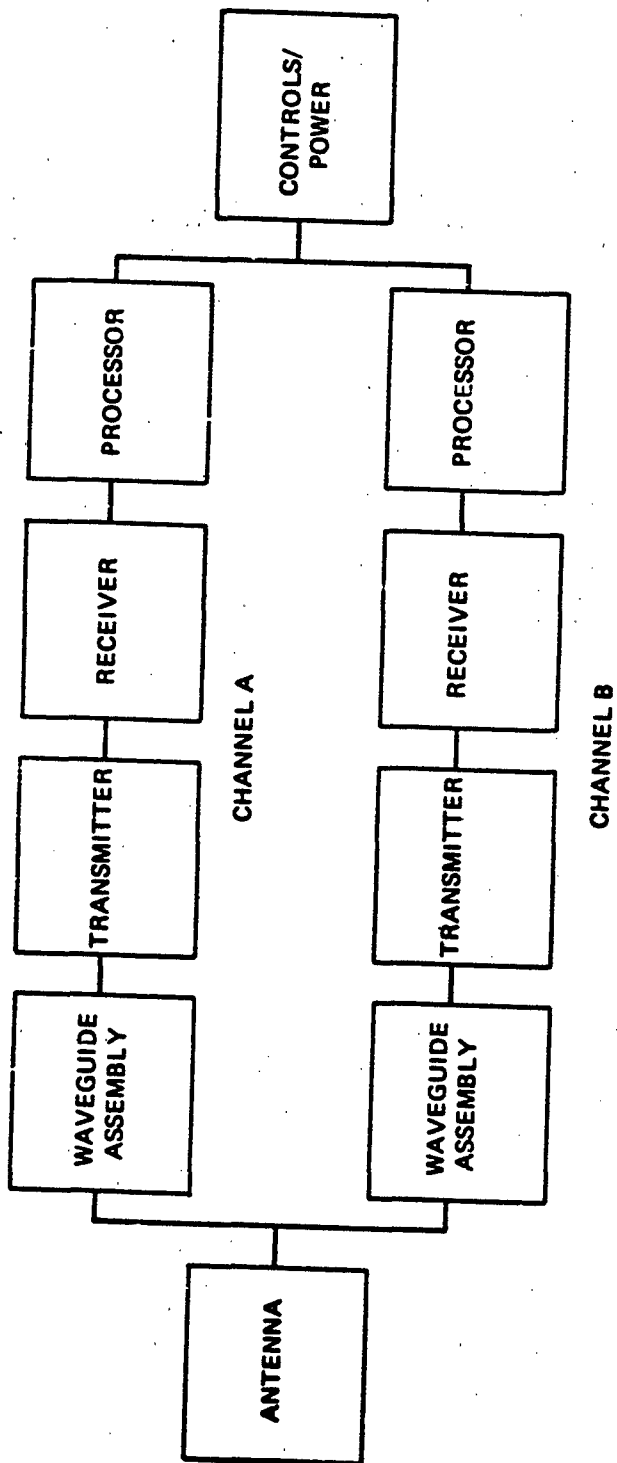 ANTENNA
WAVEGUIDE
ASSEMBLY
TRANSMITTER
RECEIVER
PROCESSOR
CHANNEL A
WAVEGUIDE
ASSEMBLY
TRANSMITTER
RECEIVER
PROCESSOR
CHANNEL B
CONTROLS/
POWER